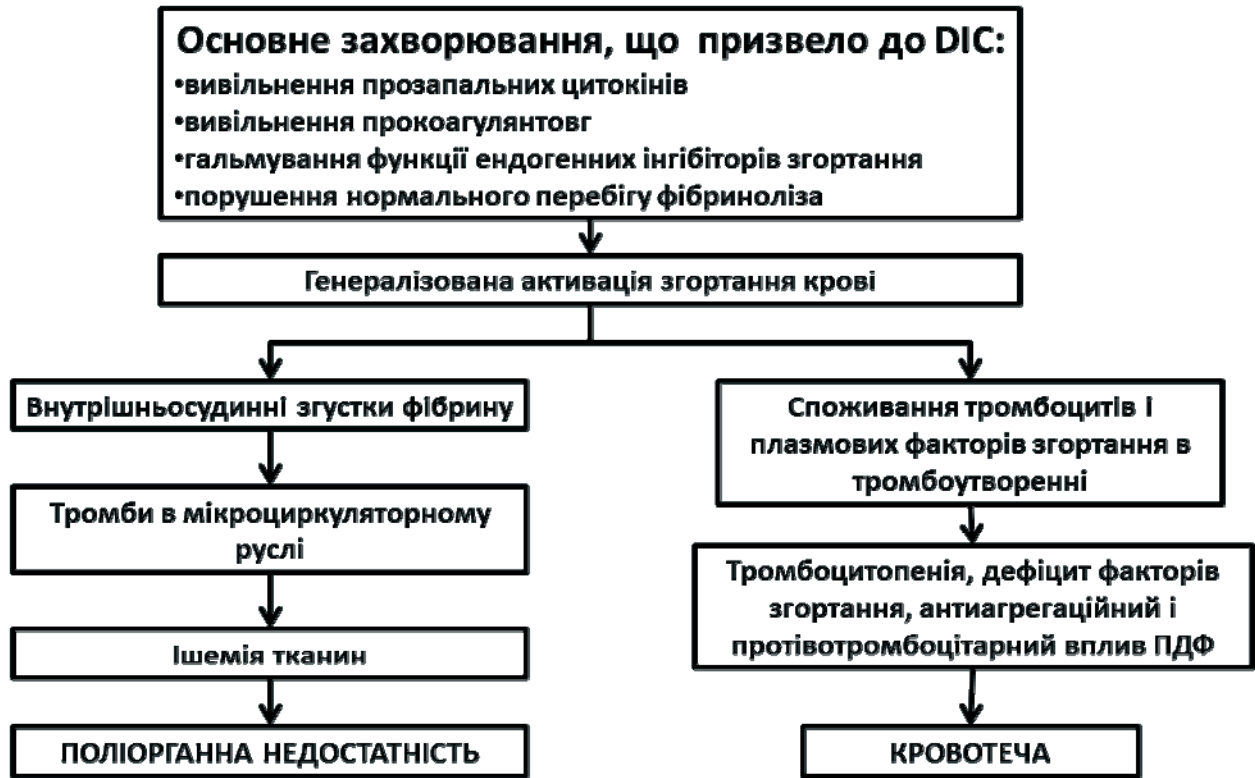 Основне захворювання, що призвело до DIC:
•вивільнення прозапальних цитокінів
•вивільнення прокоагулянтовг
•гальмування функції ендогенних інгібіторів згортання
•порушення нормального перебігу фібриноліза
Генералізована активація згортання крові
Внутрішньосудинні згустки фібрину
Тромби в мікроциркуляторному
руслі
Ішемія тканин
ПОЛІОРГАННА НЕДОСТАТНІСТЬ
Споживання тромбоцитів і
плазмових факторів згортання в
тромбоутворенні
Тромбоцитопенія, дефіцит факторів
згортання, антиагрегаційний і
протівотромбоцітарний вплив ПДФ
КРОВОТЕЧА